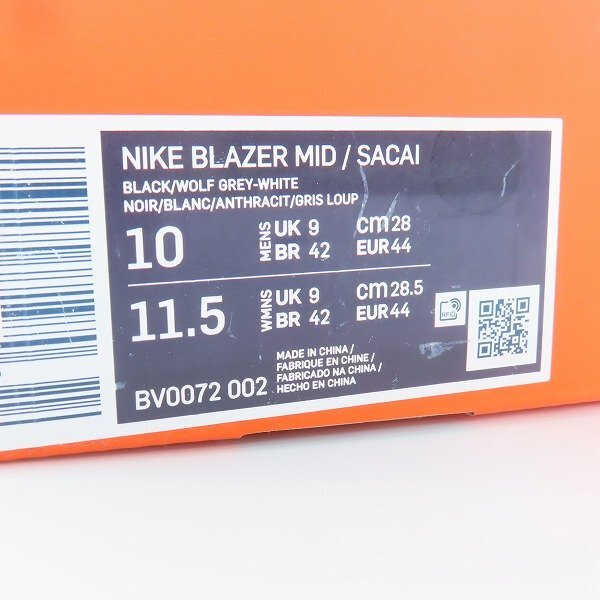 NIKE BLAZER MID / SACAI
BLACK/WOLF GREY-WHITE
NOIR/BLANC/ANTHRACIT/GRIS LOUP
10 MENS UK 9 CM 28
BR 42 EUR 44
11.5 WMNS UK 9 CM 28.5
BR 42 EUR 44
RFID
MADE IN CHINA /
FABRIQUE EN CHINE /
FABRICADO NA CHINA /
HECHO EN CHINA
BV0072 002